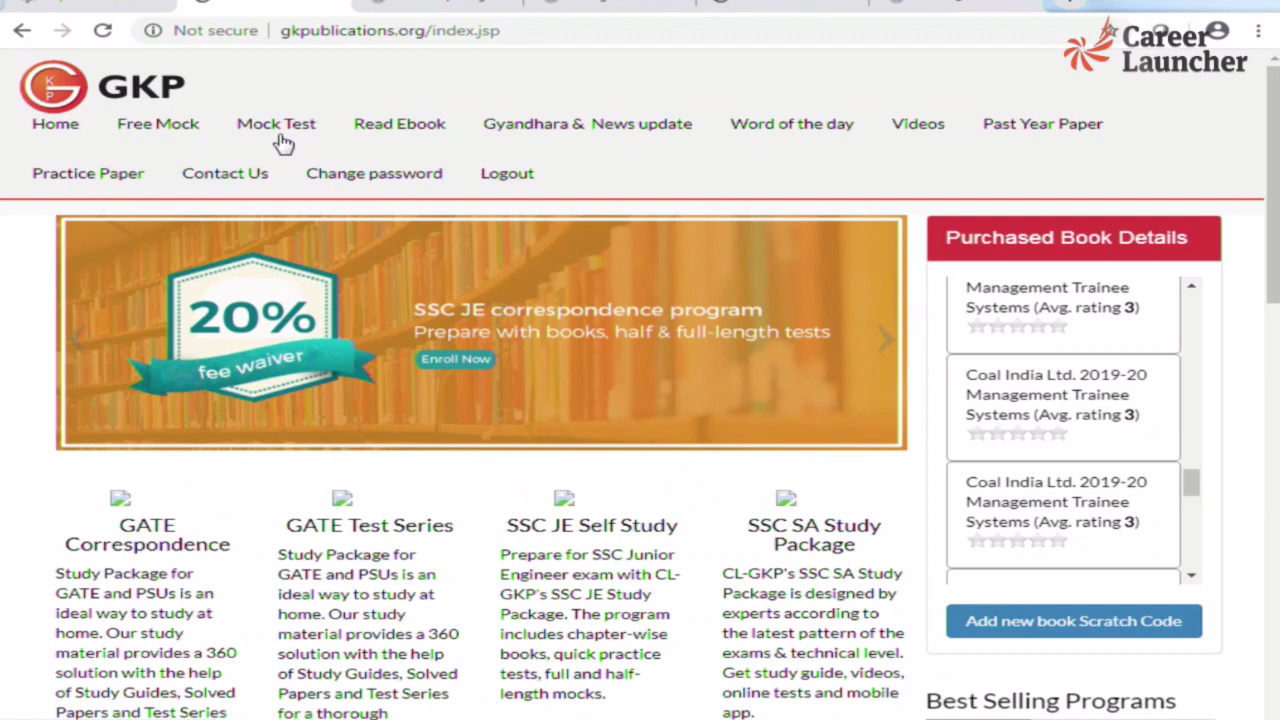 Not secure
gkpublications.org/index.jsp
Career
Launcher
G
K
P
GKP
Home
Free Mock
Mock Test
Read Ebook
Gyandhara & News update
Word of the day
Videos
Past Year Paper
Practice Paper
Contact Us
Change password
Logout
20%
fee waiver
SSC JE correspondence program
Prepare with books, half & full-length tests
Enroll Now
Purchased Book Details
Management Trainee
Systems (Avg. rating 3)
Coal India Ltd. 2019-20
Management Trainee
Systems (Avg. rating 3)
Coal India Ltd. 2019-20
Management Trainee
Systems (Avg. rating 3)
Add new book Scratch Code
Best Selling Programs
GATE
Correspondence
Study Package for
GATE and PSUs is an
ideal way to study at
home. Our study
material provides a 360
solution with the help
of Study Guides, Solved
Papers and Test Series
GATE Test Series
Study Package for
GATE and PSUs is an
ideal way to study at
home. Our study
material provides a 360
solution with the help
of Study Guides, Solved
Papers and Test Series
for a thorough
SSC JE Self Study
Prepare for SSC Junior
Engineer exam with CL-
GKP's SSC JE Study
Package. The program
includes chapter-wise
books, quick practice
tests, full and half-
length mocks.
SSC SA Study
Package
CL-GKP's SSC SA Study
Package is designed by
experts according to
the latest pattern of the
exams & technical level.
Get study guide, videos,
online tests and mobile
app.